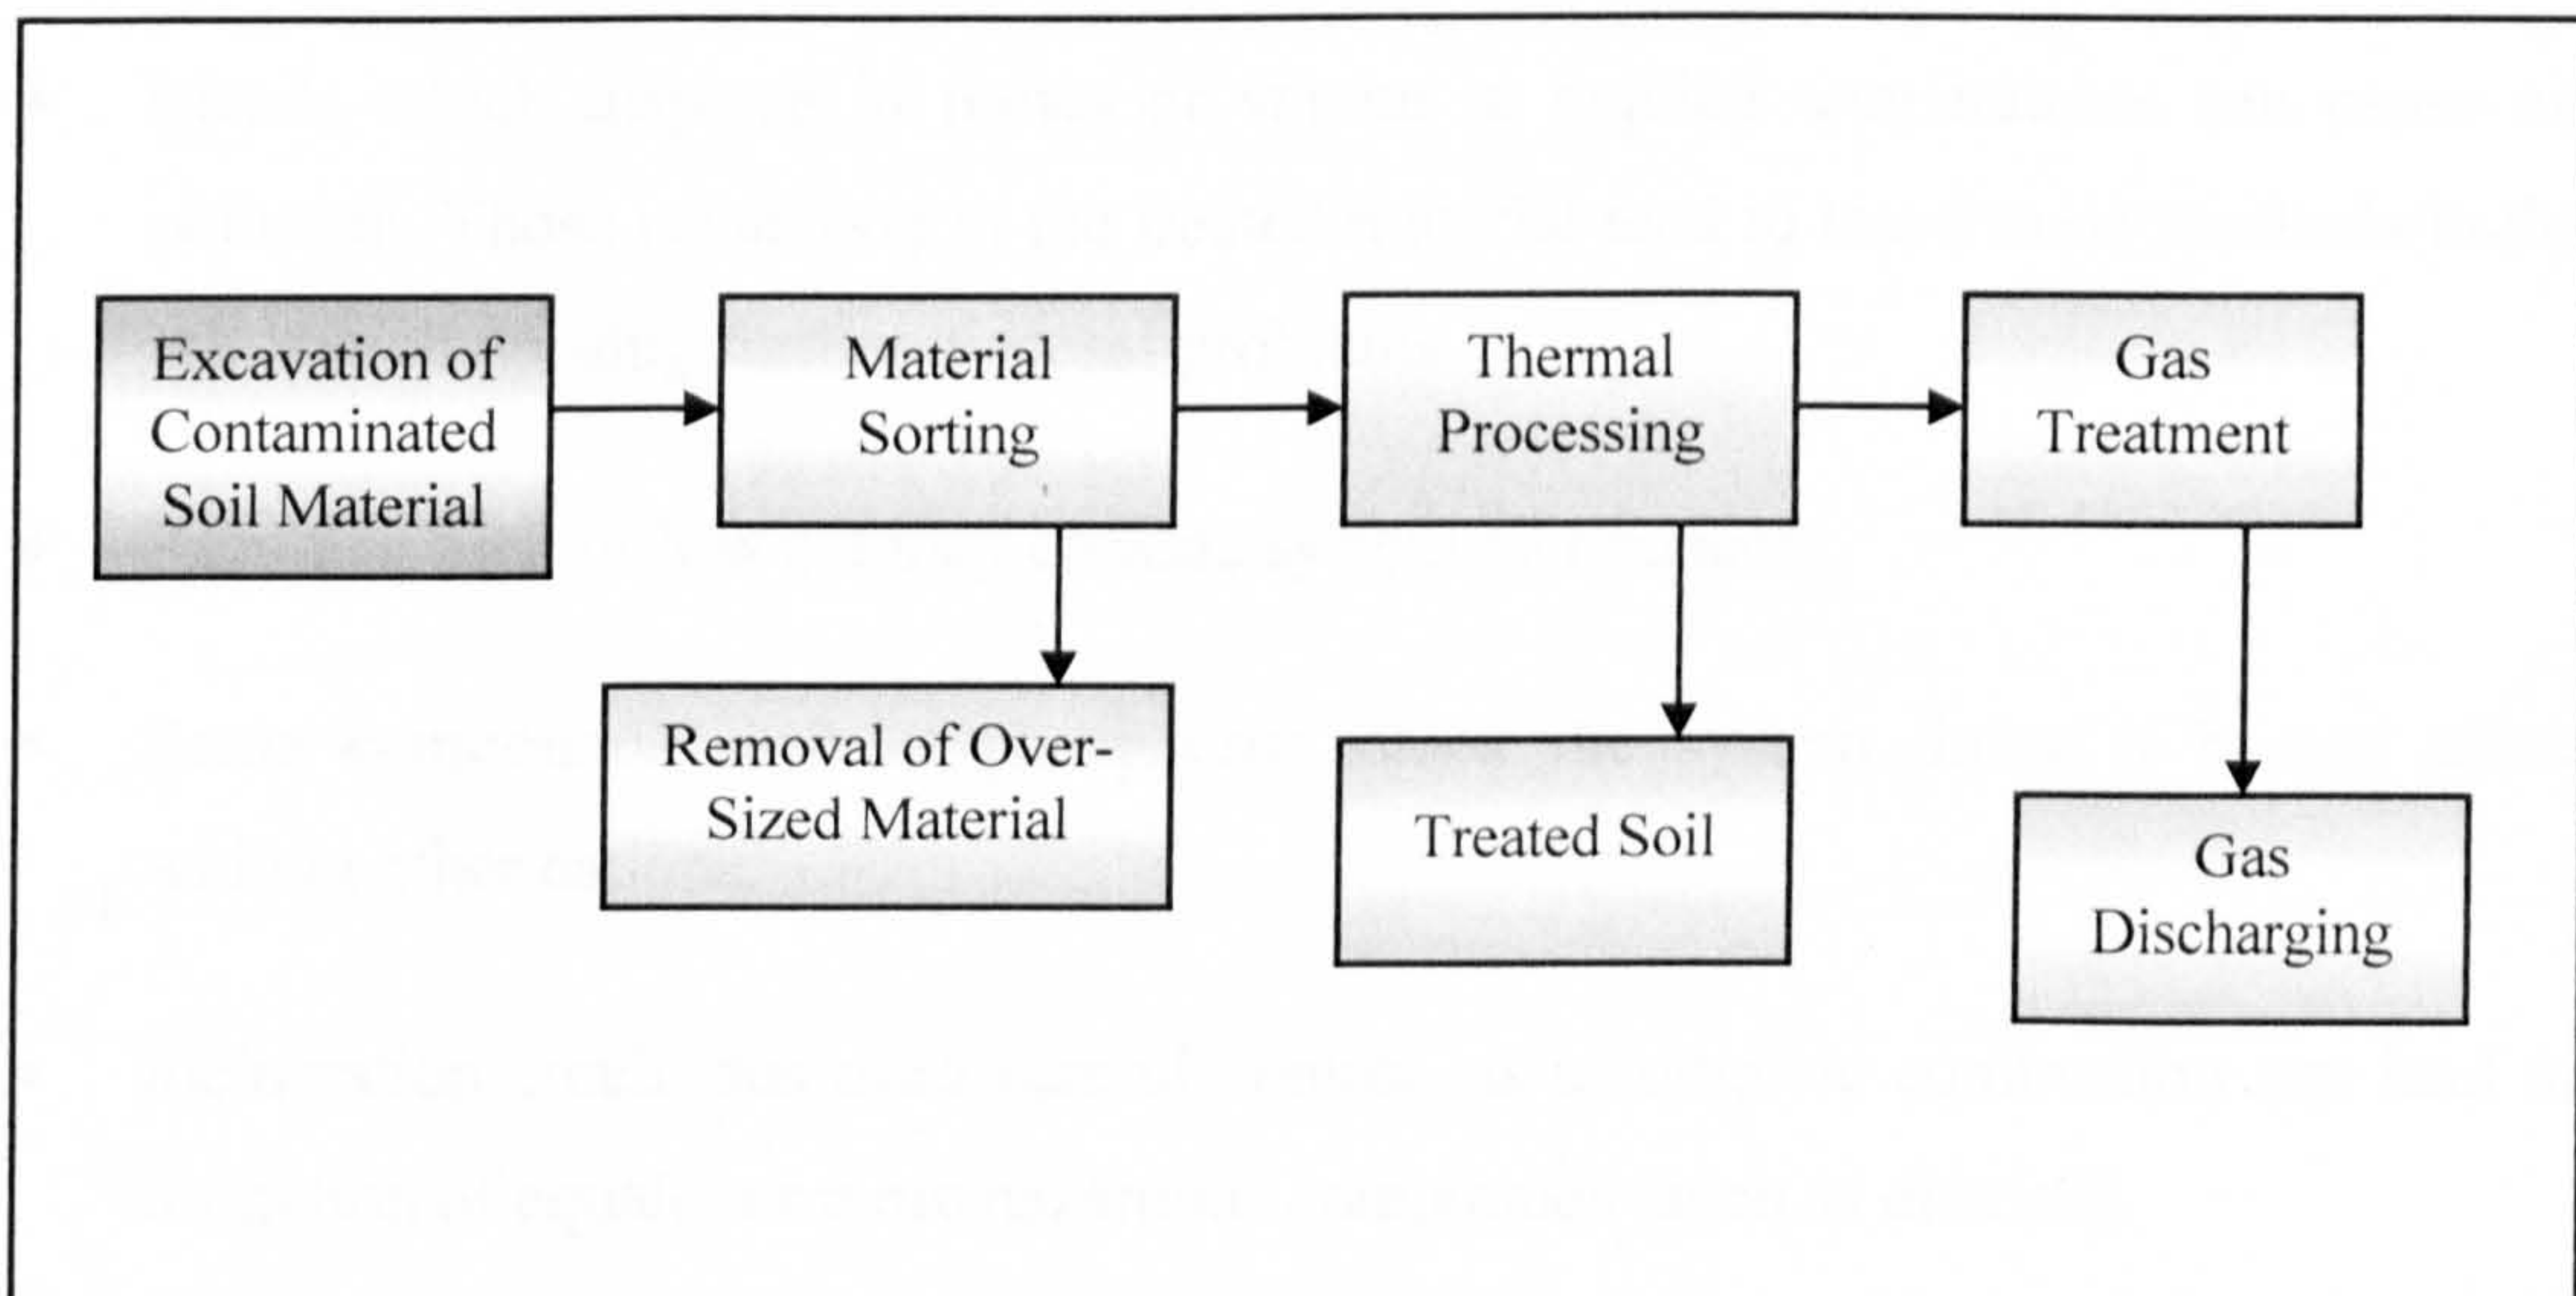 Excavation of
Contaminated
Soil Material
Material
Sorting
Thermal
Processing
Gas
Treatment
Removal of Over-
Sized Material
Treated Soil
Gas
Discharging